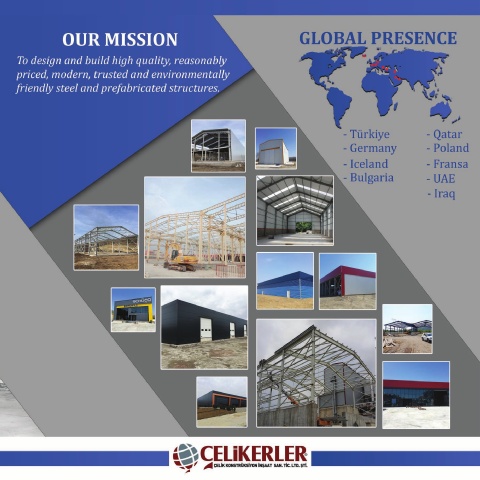 OUR MISSION
To design and build high quality, reasonably
priced, modern, trusted and environmentally
friendly steel and prefabricated structures.
GLOBAL PRESENCE
- Türkiye
- Germany
- Iceland
- Bulgaria
- Qatar
- Poland
- Fransa
- UAE
- Iraq
ÇELİKERLER
ÇELİK KONSTRÜKSİYON İNŞAAT SAN. TİC. LTD. ŞTİ.